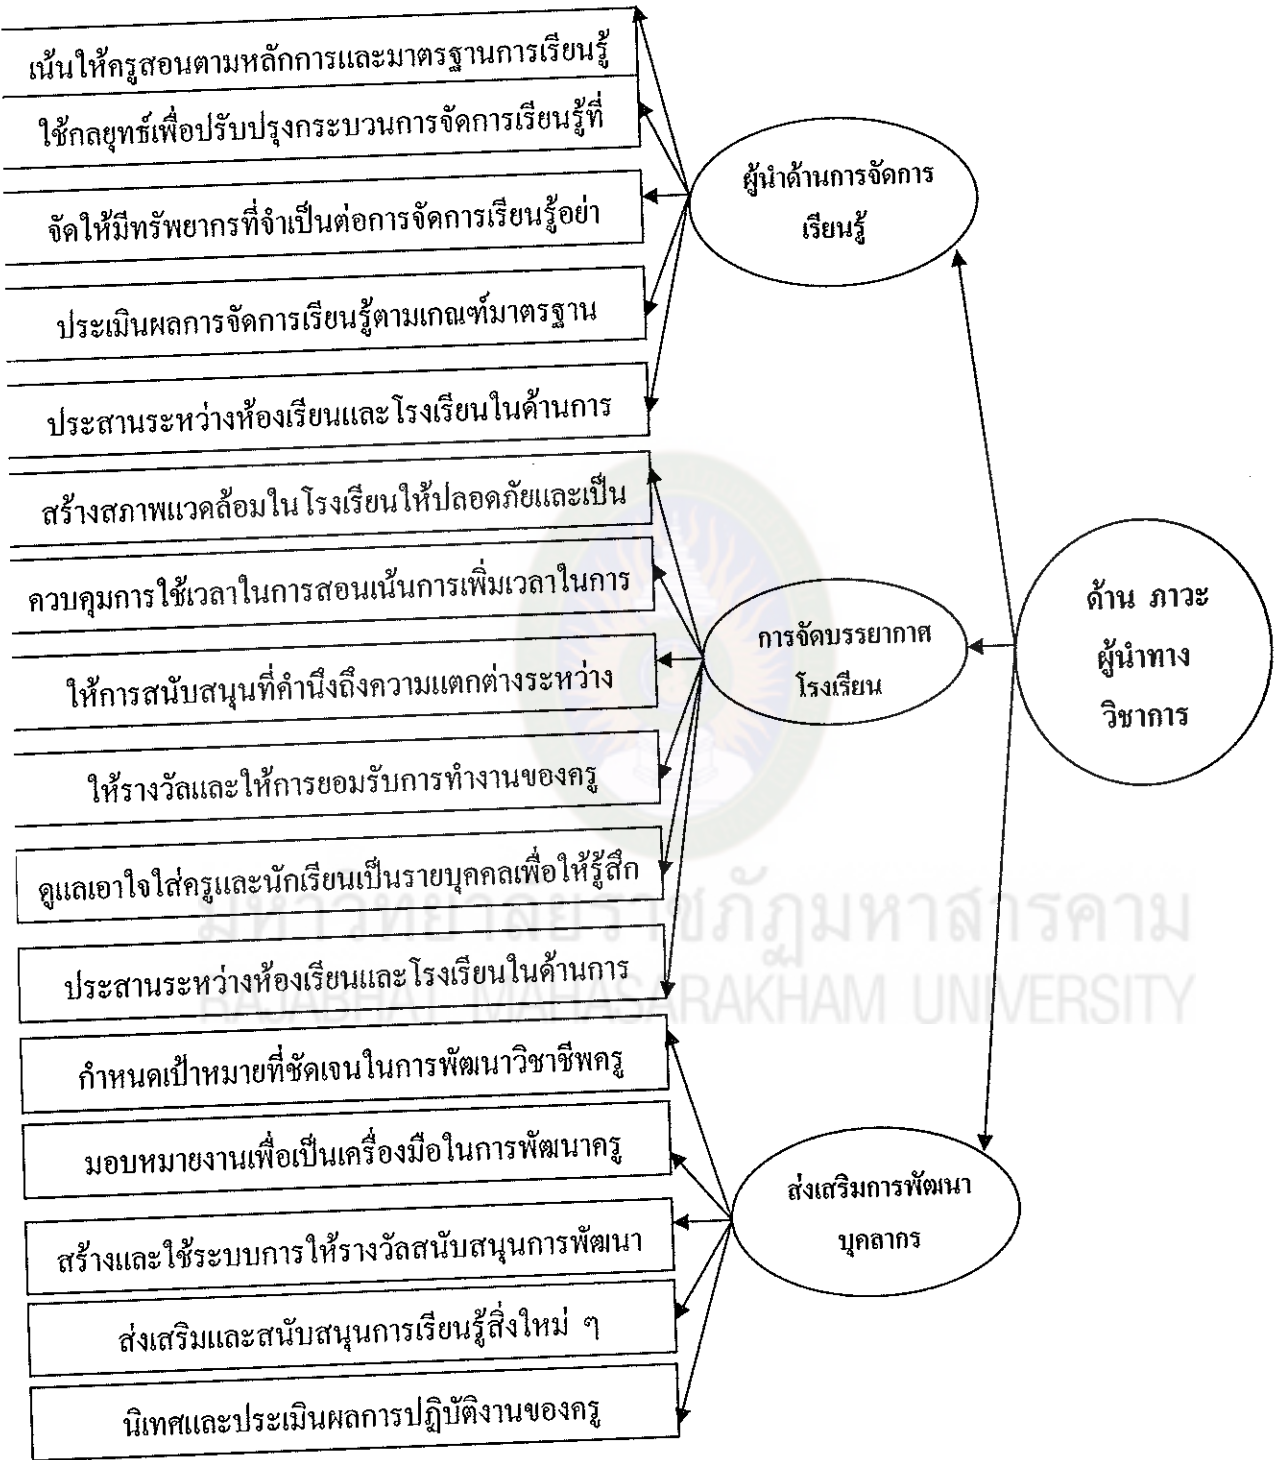 เน้นให้ครูสอนตามหลักการและมาตรฐานการเรียนรู้
ใช้กลยุทธ์เพื่อปรับปรุงกระบวนการจัดการเรียนรู้ที่
จัดให้มีทรัพยากรที่จำเป็นต่อการจัดการเรียนรู้อย่า
ประเมินผลการจัดการเรียนรู้ตามเกณฑ์มาตรฐาน
ประสานระหว่างห้องเรียนและโรงเรียนในด้านการ
ผู้นำด้านการจัดการ
เรียนรู้
สร้างสภาพแวดล้อมในโรงเรียนให้ปลอดภัยและเป็น
ควบคุมการใช้เวลาในการสอนเน้นการเพิ่มเวลาในการ
ให้การสนับสนุนที่คำนึงถึงความแตกต่างระหว่าง
ให้รางวัลและให้การยอมรับการทำงานของครู
ดูแลเอาใจใส่ครูและนักเรียนเป็นรายบุคคลเพื่อให้รู้สึก
ประสานระหว่างห้องเรียนและโรงเรียนในด้านการ
การจัดบรรยากาศ
โรงเรียน
ด้าน ภาวะ
ผู้นำทาง
วิชาการ
มหาวิทยาลัยราชภัฏมหาสารคาม
RAJABHAT MAHASARAKHAM UNIVERSITY
กำหนดเป้าหมายที่ชัดเจนในการพัฒนาวิชาชีพครู
มอบหมายงานเพื่อเป็นเครื่องมือในการพัฒนาครู
สร้างและใช้ระบบการให้รางวัลสนับสนุนการพัฒนา
ส่งเสริมและสนับสนุนการเรียนรู้สิ่งใหม่ ๆ
นิเทศและประเมินผลการปฏิบัติงานของครู
ส่งเสริมการพัฒนา
บุคลากร